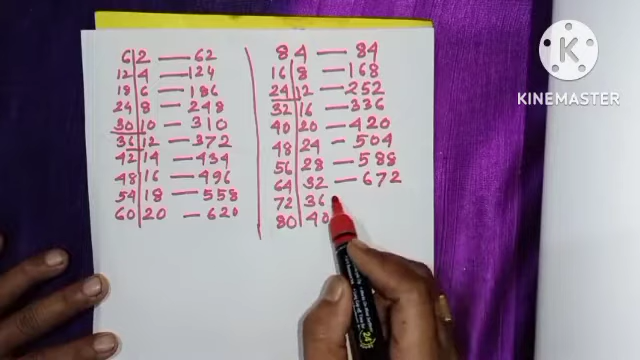 6 2 — 62
12 4 — 124
18 6 — 186
24 8 — 248
30 10 — 310
36 12 — 372
42 14 — 434
48 16 — 496
54 18 — 558
60 20 — 620
8 4 — 84
16 8 — 168
24 12 — 252
32 16 — 336
40 20 — 420
48 24 — 504
56 28 — 588
64 32 — 672
72 36
80 40
KINEMASTER